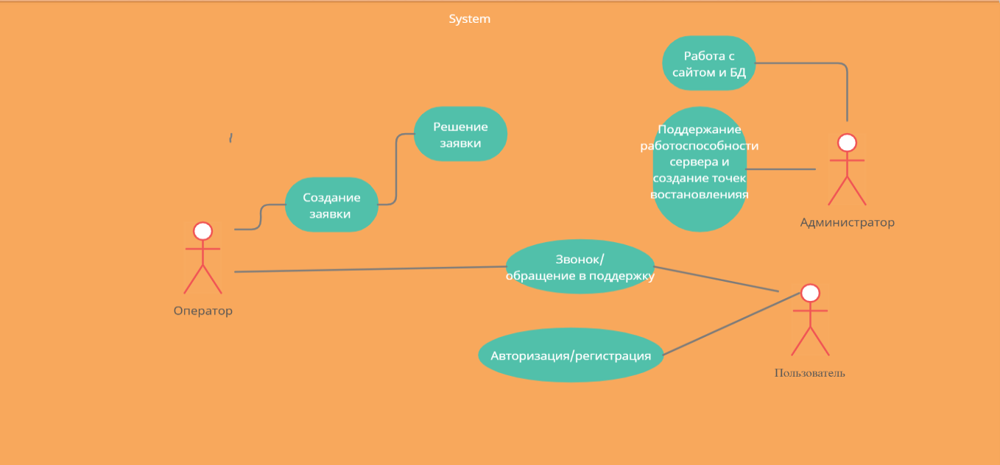 System
Работа с
сайтом и БД
Решение
заявки
Поддержание
работоспособности
сервера и
создание точек
востановленияя
Создание
заявки
Администратор
Звонок/
обращение в поддержку
Оператор
Авторизация/регистрация
Пользователь